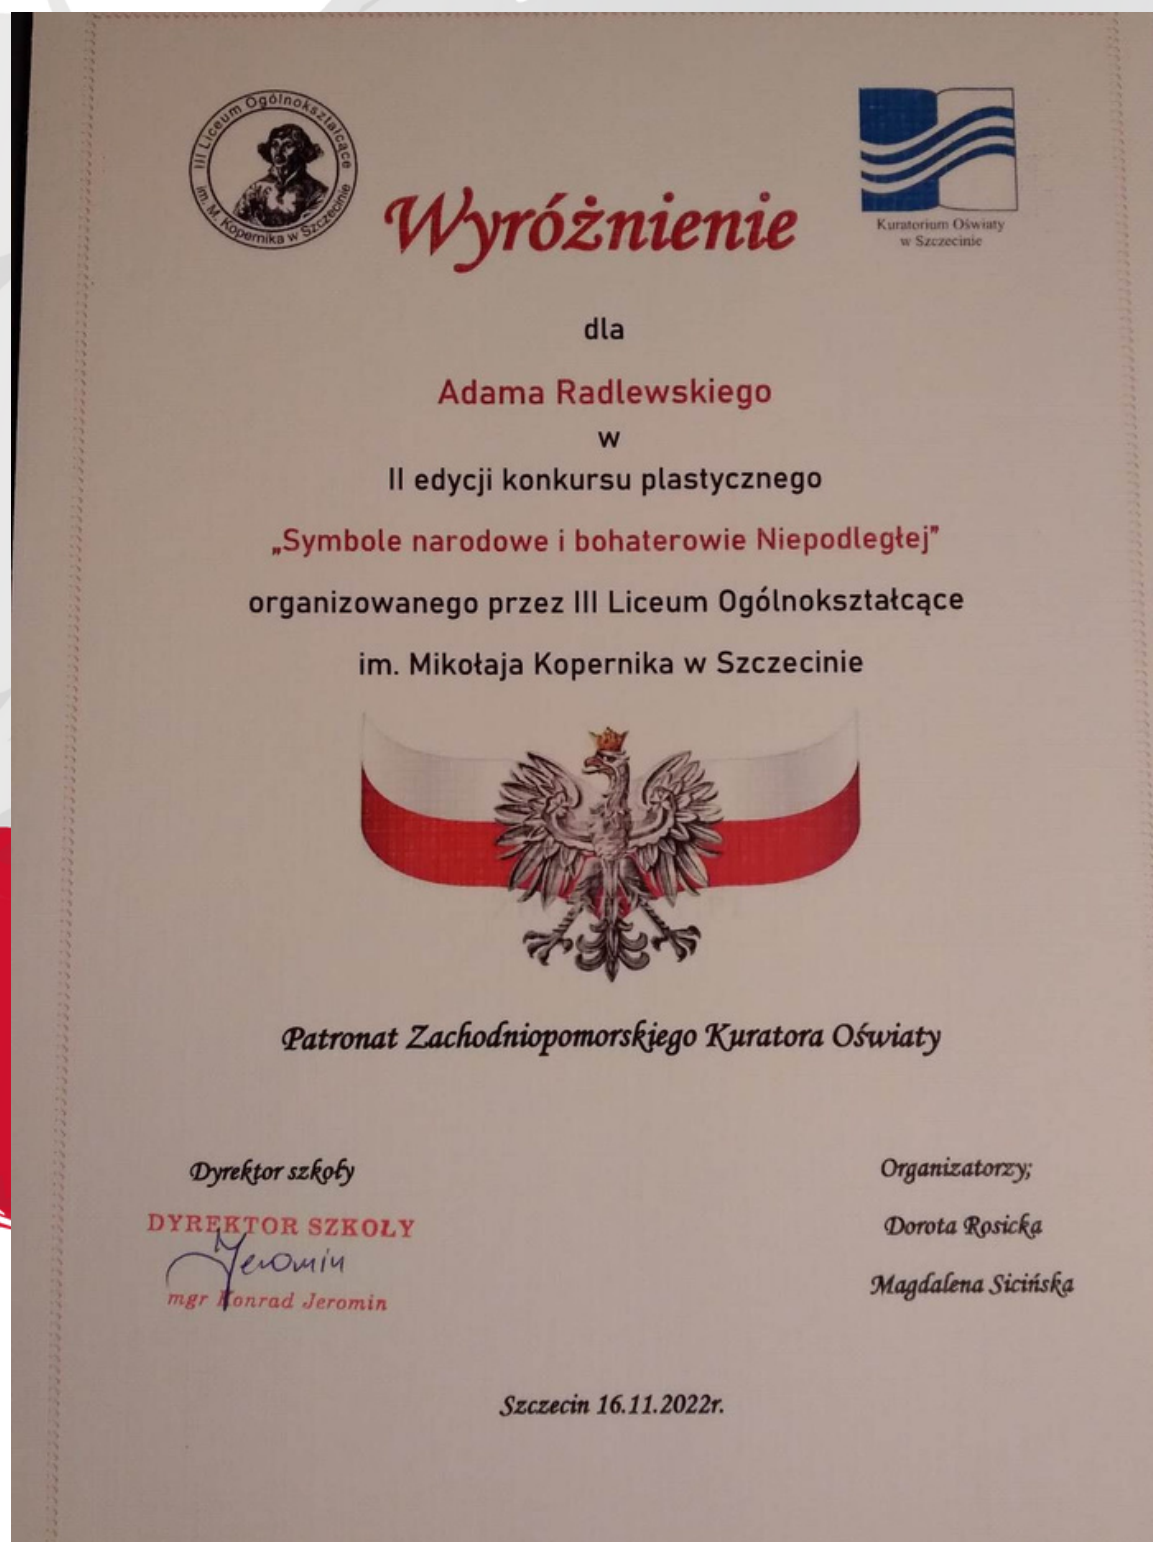 III Liceum Ogólnokształcące
im. M. Kopernika w Szczecinie
Wyróżnienie
Kuratorium Oświaty
w Szczecinie
dla
Adama Radlewskiego
w
II edycji konkursu plastycznego
„Symbole narodowe i bohaterowie Niepodległej”
organizowanego przez III Liceum Ogólnokształcące
im. Mikołaja Kopernika w Szczecinie
Patronat Zachodniopomorskiego Kuratora Oświaty
Dyrektor szkoły
DYREKTOR SZKOŁY
Jeromin
mgr Konrad Jeromin
Organizatorzy;
Dorota Rosicka
Magdalena Sicińska
Szczecin 16.11.2022r.